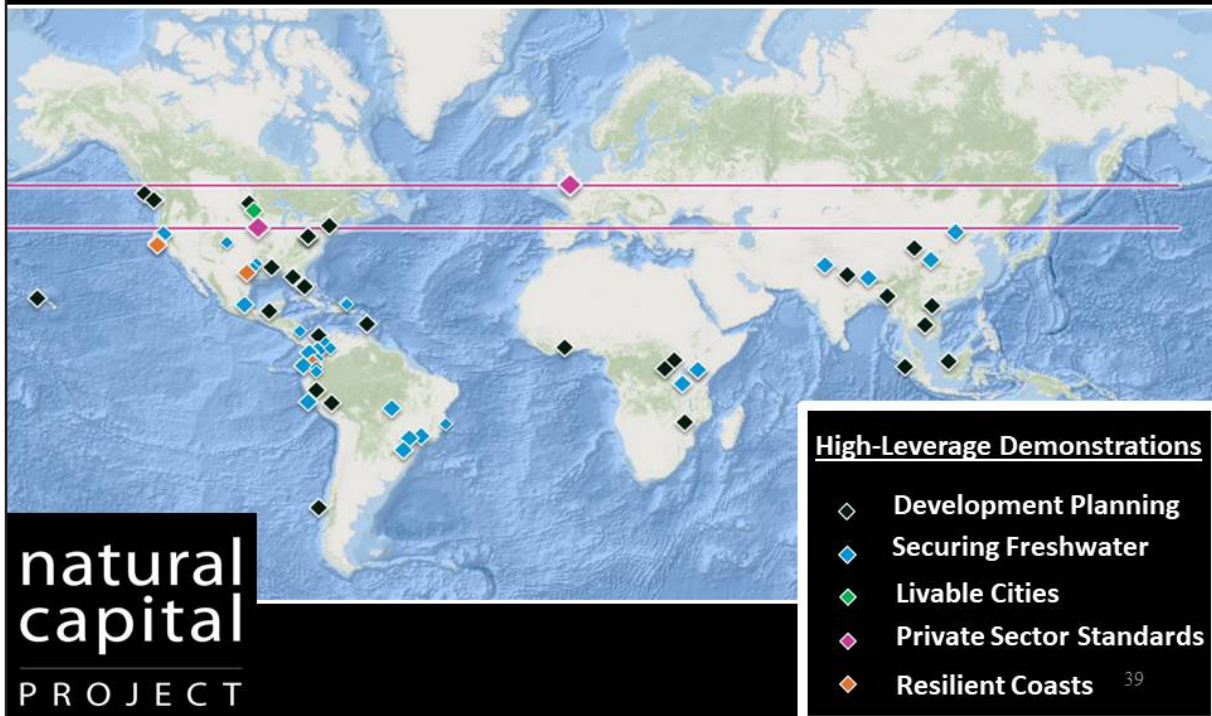 natural
capital
PROJECT
High-Leverage Demonstrations
Development Planning
Securing Freshwater
Livable Cities
Private Sector Standards
Resilient Coasts
39